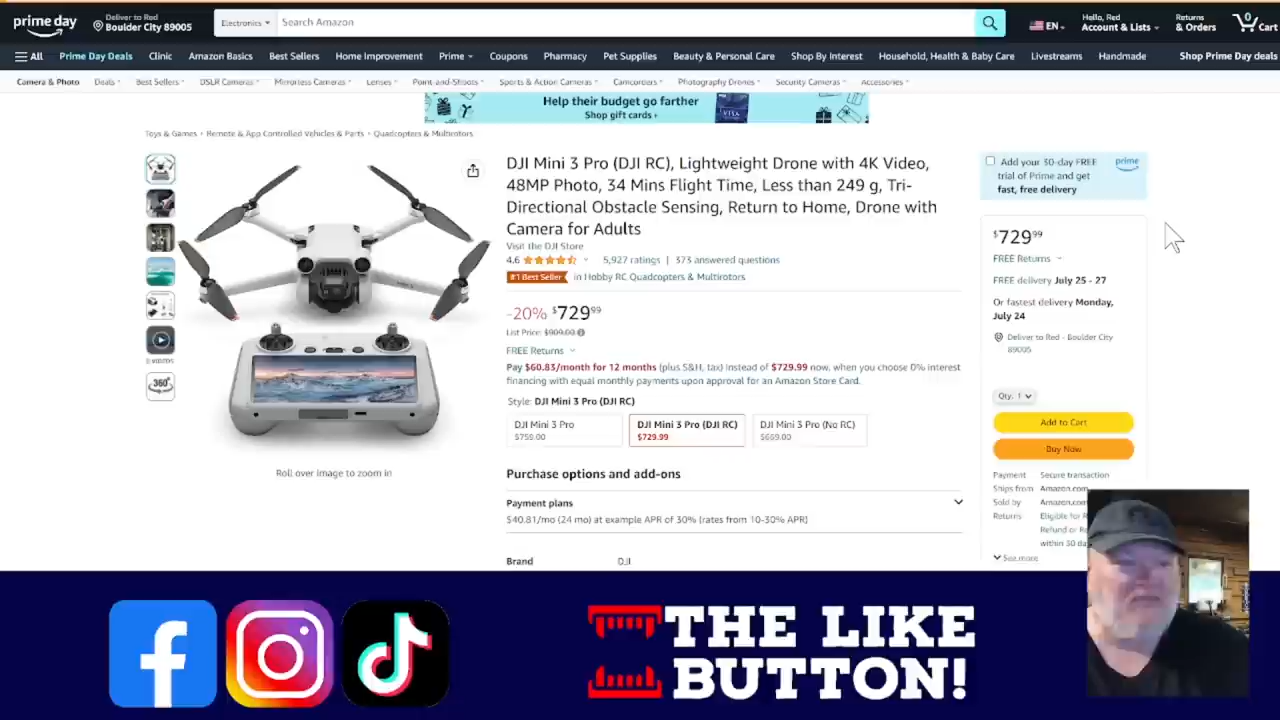 prime day
Deliver to Red
Boulder City 89005
Electronics
Search Amazon
EN
Hello, Red
Account & Lists
Returns
& Orders
0
Cart
All
Prime Day Deals
Clinic
Amazon Basics
Best Sellers
Home Improvement
Prime
Coupons
Pharmacy
Pet Supplies
Beauty & Personal Care
Shop By Interest
Household, Health & Baby Care
Livestreams
Handmade
Shop Prime Day deals
Camera & Photo
Deals
Best Sellers
DSLR Cameras
Mirrorless Cameras
Lenses
Point-and-Shoots
Sports & Action Cameras
Camcorders
Photography Drones
Security Cameras
Accessories
Help their budget go farther
Shop gift cards ›
VISA
Toys & Games › Remote & App Controlled Vehicles & Parts › Quadcopters & Multirotors
360°
Roll over image to zoom in
DJI Mini 3 Pro (DJI RC), Lightweight Drone with 4K Video,
48MP Photo, 34 Mins Flight Time, Less than 249 g, Tri-
Directional Obstacle Sensing, Return to Home, Drone with
Camera for Adults
Visit the DJI Store
4.6
5,927 ratings | 373 answered questions
#1 Best Seller in Hobby RC Quadcopters & Multirotors
-20% $729.99
List Price: $909.00
FREE Returns
Pay $60.83/month for 12 months (plus S&H, tax) instead of $729.99 now, when you choose 0% interest
financing with equal monthly payments upon approval for an Amazon Store Card.
Style: DJI Mini 3 Pro (DJI RC)
DJI Mini 3 Pro
$759.00
DJI Mini 3 Pro (DJI RC)
$729.99
DJI Mini 3 Pro (No RC)
$669.00
Purchase options and add-ons
Payment plans
$40.81/mo (24 mo) at example APR of 30% (rates from 10-30% APR)
Brand DJI
Add your 30-day FREE
trial of Prime and get
fast, free delivery
prime
$729.99
FREE Returns
FREE delivery July 25 - 27
Or fastest delivery Monday,
July 24
Deliver to Red - Boulder City
89005
Qty: 1
Add to Cart
Buy Now
Payment Secure transaction
Ships from Amazon.com
Sold by Amazon.com
Returns Eligible for
Refund or
within 30
See more
THE LIKE
BUTTON!